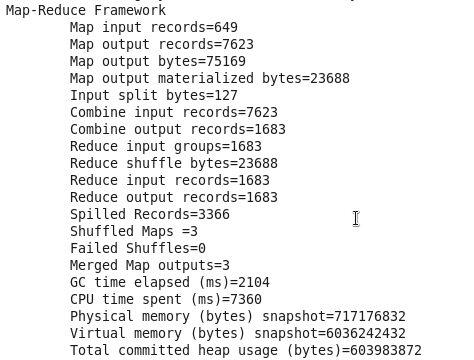 Map-Reduce Framework
Map input records=649
Map output records=7623
Map output bytes=75169
Map output materialized bytes=23688
Input split bytes=127
Combine input records=7623
Combine output records=1683
Reduce input groups=1683
Reduce shuffle bytes=23688
Reduce input records=1683
Reduce output records=1683
Spilled Records=3366
Shuffled Maps =3
Failed Shuffles=0
Merged Map outputs=3
GC time elapsed (ms)=2104
CPU time spent (ms)=7360
Physical memory (bytes) snapshot=717176832
Virtual memory (bytes) snapshot=6036242432
Total committed heap usage (bytes)=603983872